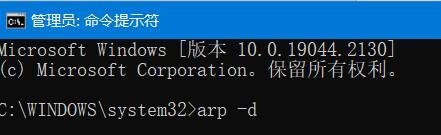 管理员: 命令提示符
Microsoft Windows [版本 10.0.19044.2130]
(c) Microsoft Corporation。保留所有权利。
C:\WINDOWS\system32>arp -d